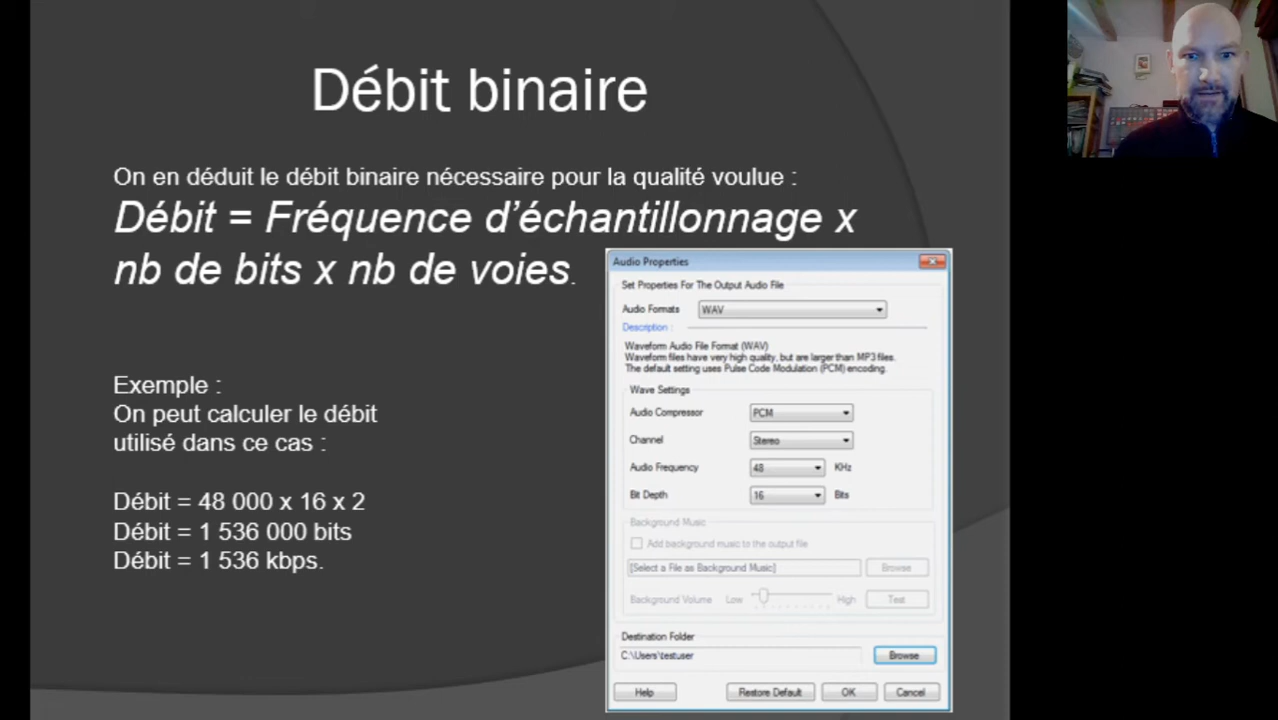 Débit binaire
On en déduit le débit binaire nécessaire pour la qualité voulue :
Débit = Fréquence d'échantillonnage x
nb de bits x nb de voies.
Exemple :
On peut calculer le débit
utilisé dans ce cas :
Débit = 48 000 x 16 x 2
Débit = 1 536 000 bits
Débit = 1 536 kbps.
Audio Properties
Set Properties For The Output Audio File
Audio Formats WAV
Description :
Waveform Audio File Format (WAV)
Waveform files have very high quality, but are larger than MP3 files.
The default setting uses Pulse Code Modulation (PCM) encoding.
Wave Settings
Audio Compressor PCM
Channel Stereo
Audio Frequency 48 KHz
Bit Depth 16 Bits
Background Music
Add background music to the output file
[Select a File as Background Music] Browse
Background Volume Low High Test
Destination Folder
C:\Users\testuser Browse
Help Restore Default OK Cancel